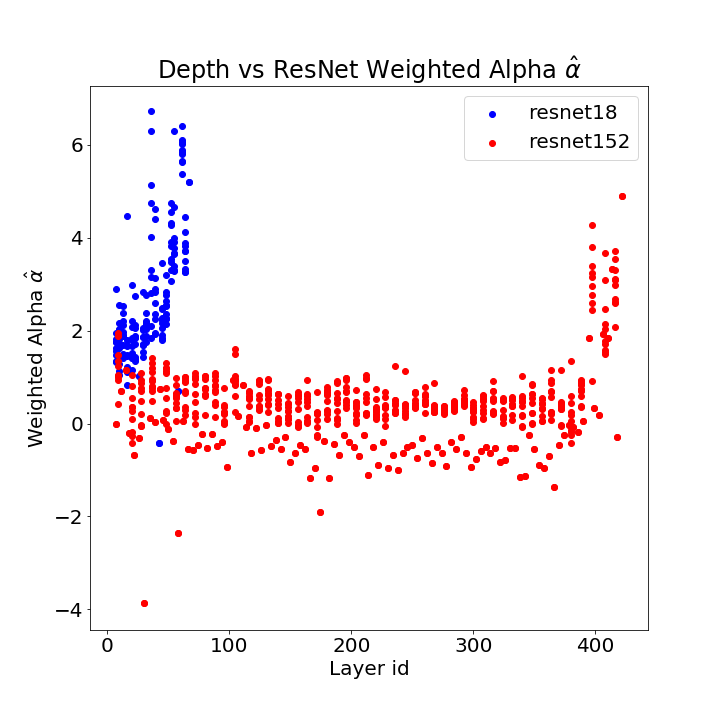 Depth vs ResNet Weighted Alpha α̂
resnet18
resnet152
Weighted Alpha α̂
6
4
2
0
−2
−4
0 100 200 300 400
Layer id